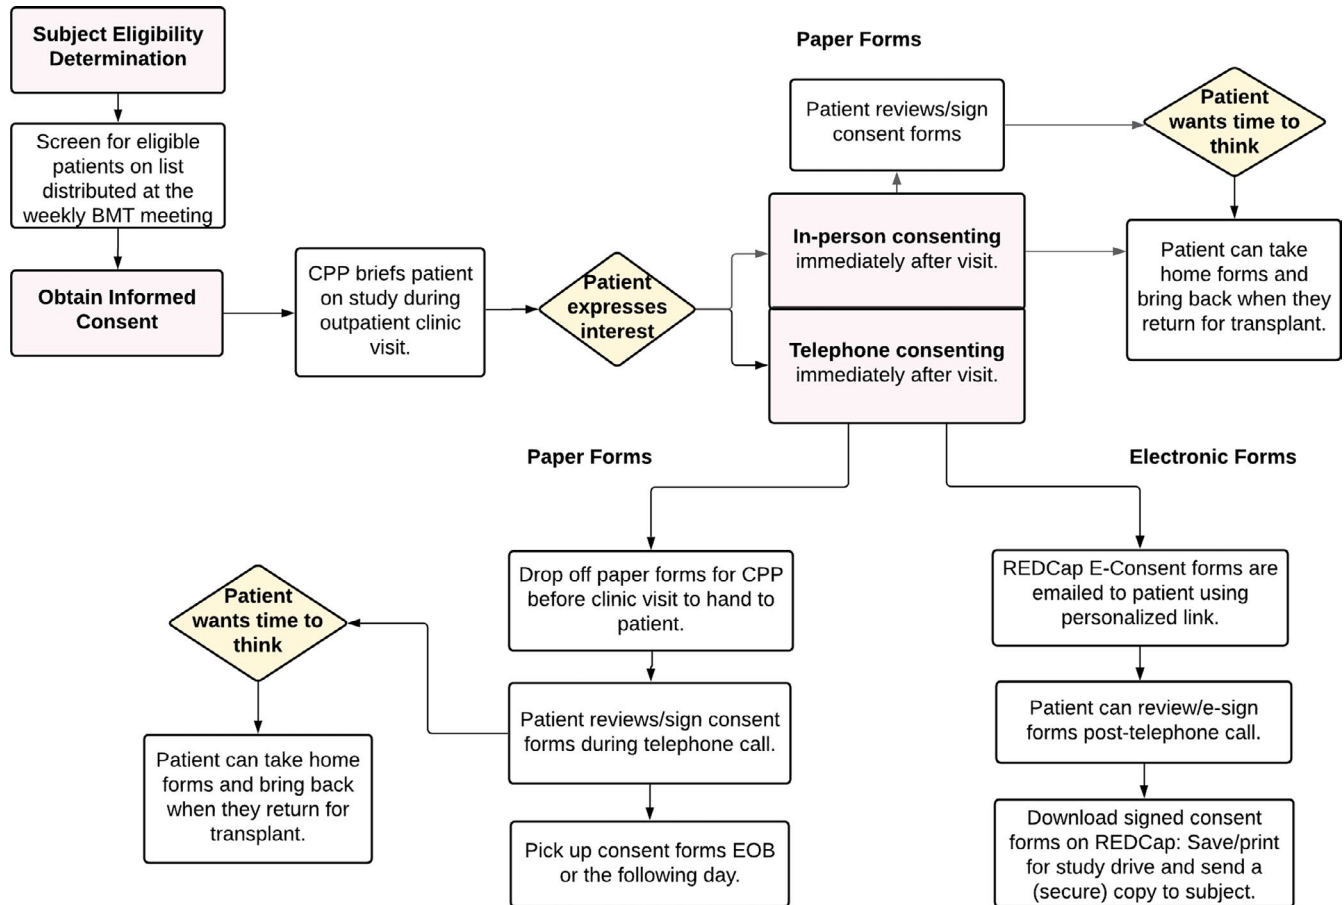 Subject Eligibility
Determination
Screen for eligible
patients on list
distributed at the
weekly BMT meeting
Obtain Informed
Consent
CPP briefs patient
on study during
outpatient clinic
visit.
Patient
expresses
interest
Paper Forms
Patient reviews/sign
consent forms
Patient
wants time to
think
In-person consenting
immediately after visit.
Patient can take
home forms and
bring back when they
return for transplant.
Telephone consenting
immediately after visit.
Paper Forms
Drop off paper forms for CPP
before clinic visit to hand to
patient.
Patient reviews/sign consent
forms during telephone call.
Patient
wants time to
think
Patient can take home
forms and bring back
when they return for
transplant.
Pick up consent forms EOB
or the following day.
Electronic Forms
REDCap E-Consent forms are
emailed to patient using
personalized link.
Patient can review/e-sign
forms post-telephone call.
Download signed consent
forms on REDCap: Save/print
for study drive and send a
(secure) copy to subject.